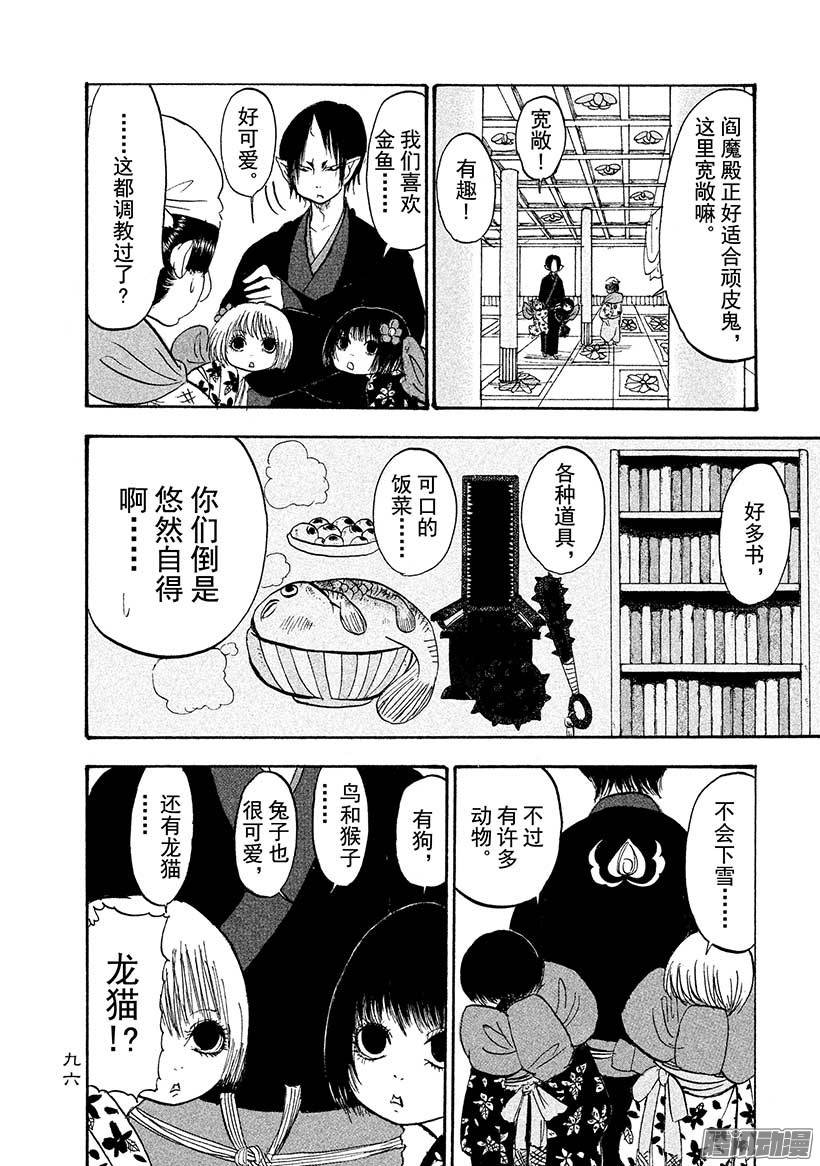 阎魔殿正好适合顽皮鬼，
这里宽敞嘛。
宽敞！
有趣！
我们喜欢
金鱼……
好可爱。
……这都调教过了？
好多书，
各种道具，
可口的
饭菜……
你们倒是
悠然自得
啊……
不会下雪……
不过
有许多
动物。
有狗，
鸟和猴子
……
兔子也
很可爱，
还有龙猫
……
龙猫！？
九六
腾讯动漫